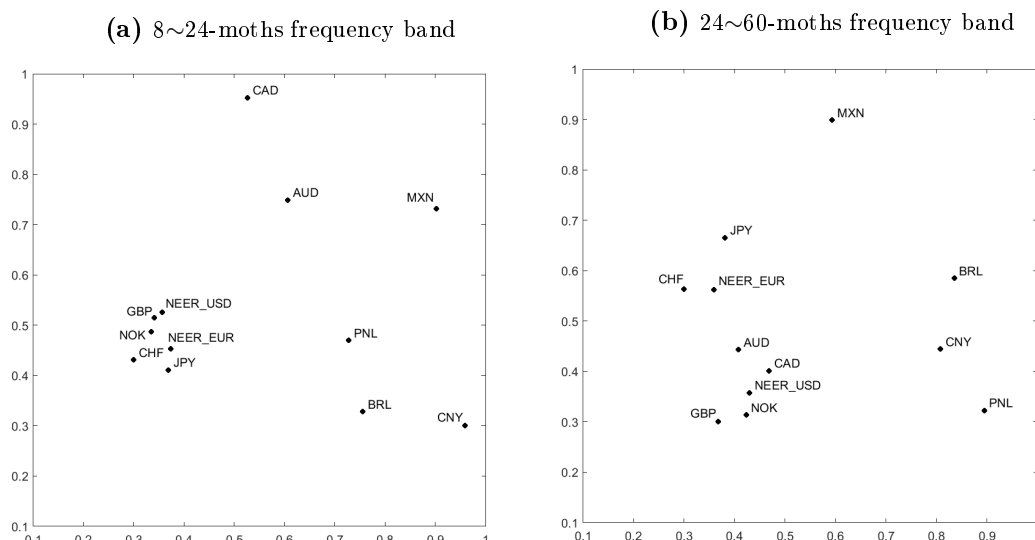 (a) 8∼24-moths frequency band
1
0.9
0.8
0.7
0.6
0.5
0.4
0.3
0.2
0.1
CAD
AUD
MXN
NEER_USD
GBP
NOK
NEER_EUR
CHF
JPY
PNL
BRL
CNY
0.1 0.2 0.3 0.4 0.5 0.6 0.7 0.8 0.9 1
(b) 24∼60-moths frequency band
1
0.9
0.8
0.7
0.6
0.5
0.4
0.3
0.2
0.1
MXN
JPY
CHF
NEER_EUR
BRL
AUD
CNY
CAD
NEER_USD
PNL
GBP
NOK
0.1 0.2 0.3 0.4 0.5 0.6 0.7 0.8 0.9